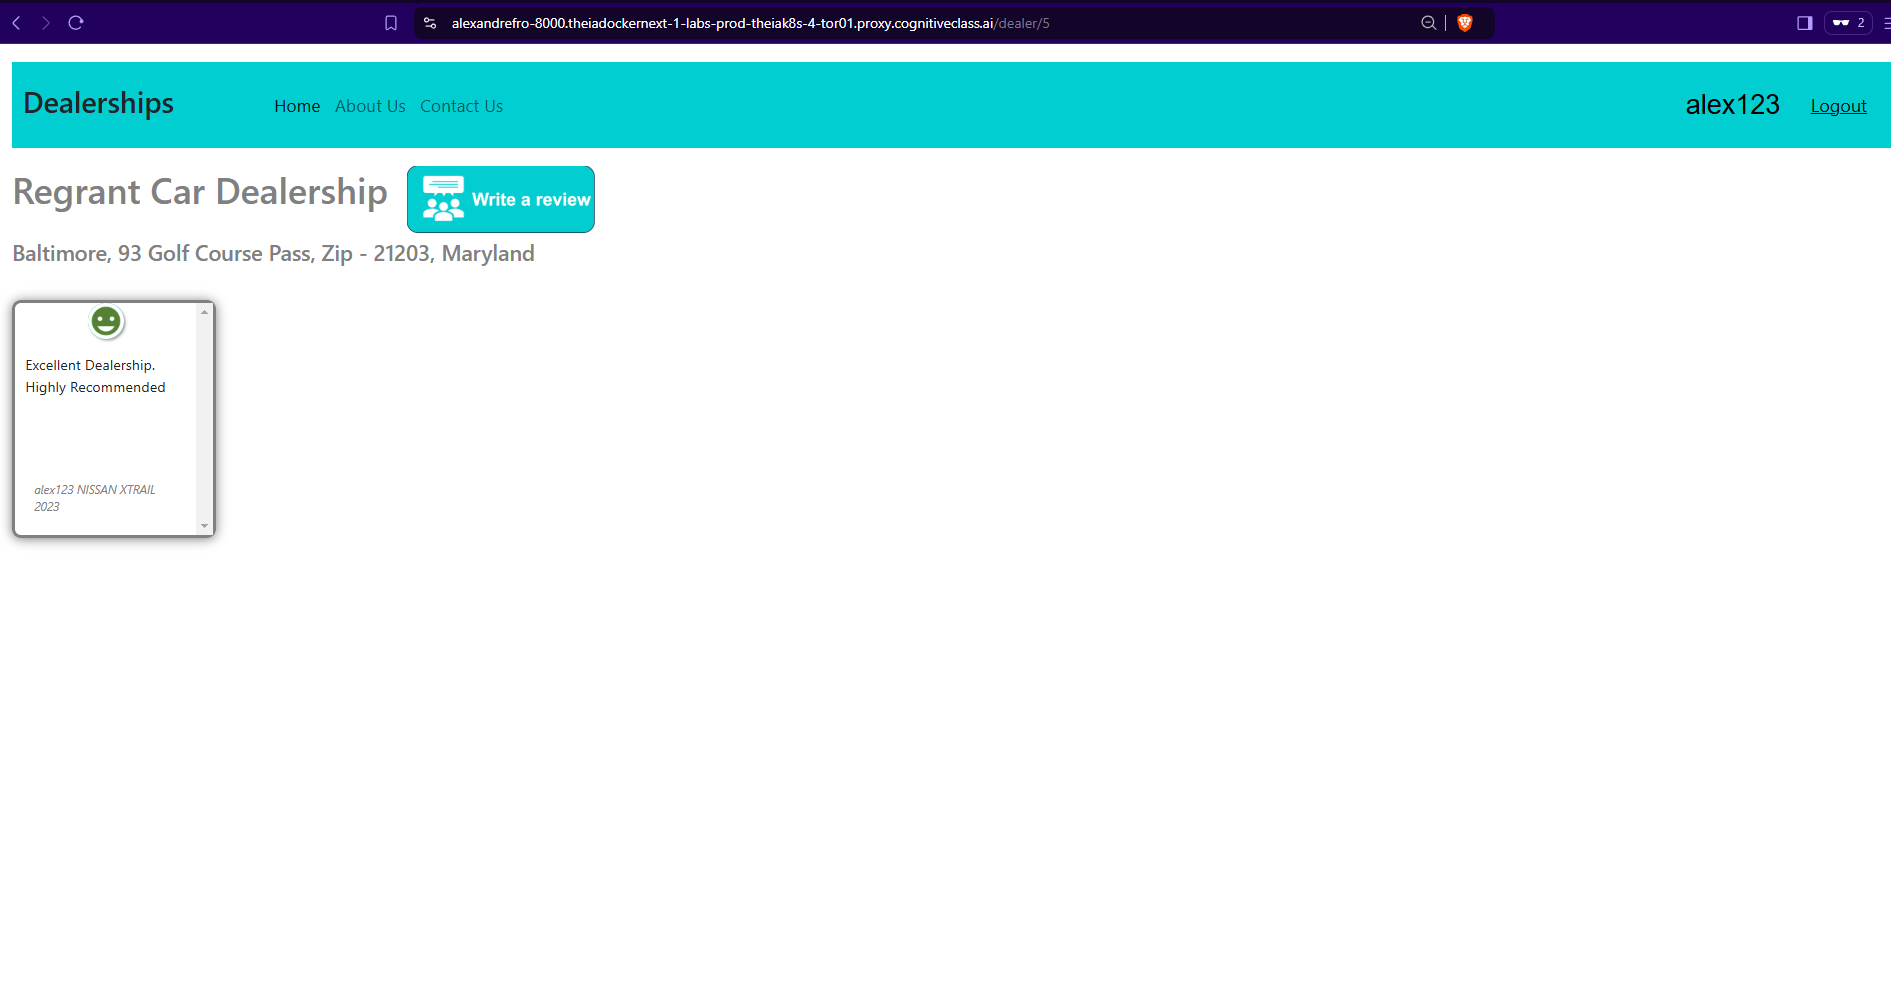 alexandrefro-8000.theiadockernext-1-labs-prod-theiak8s-4-tor01.proxy.cognitiveclass.ai/dealer/5
2
Dealerships
Home About Us Contact Us
alex123 Logout
Regrant Car Dealership
Write a review
Baltimore, 93 Golf Course Pass, Zip - 21203, Maryland
Excellent Dealership.
Highly Recommended
alex123 NISSAN XTRAIL
2023